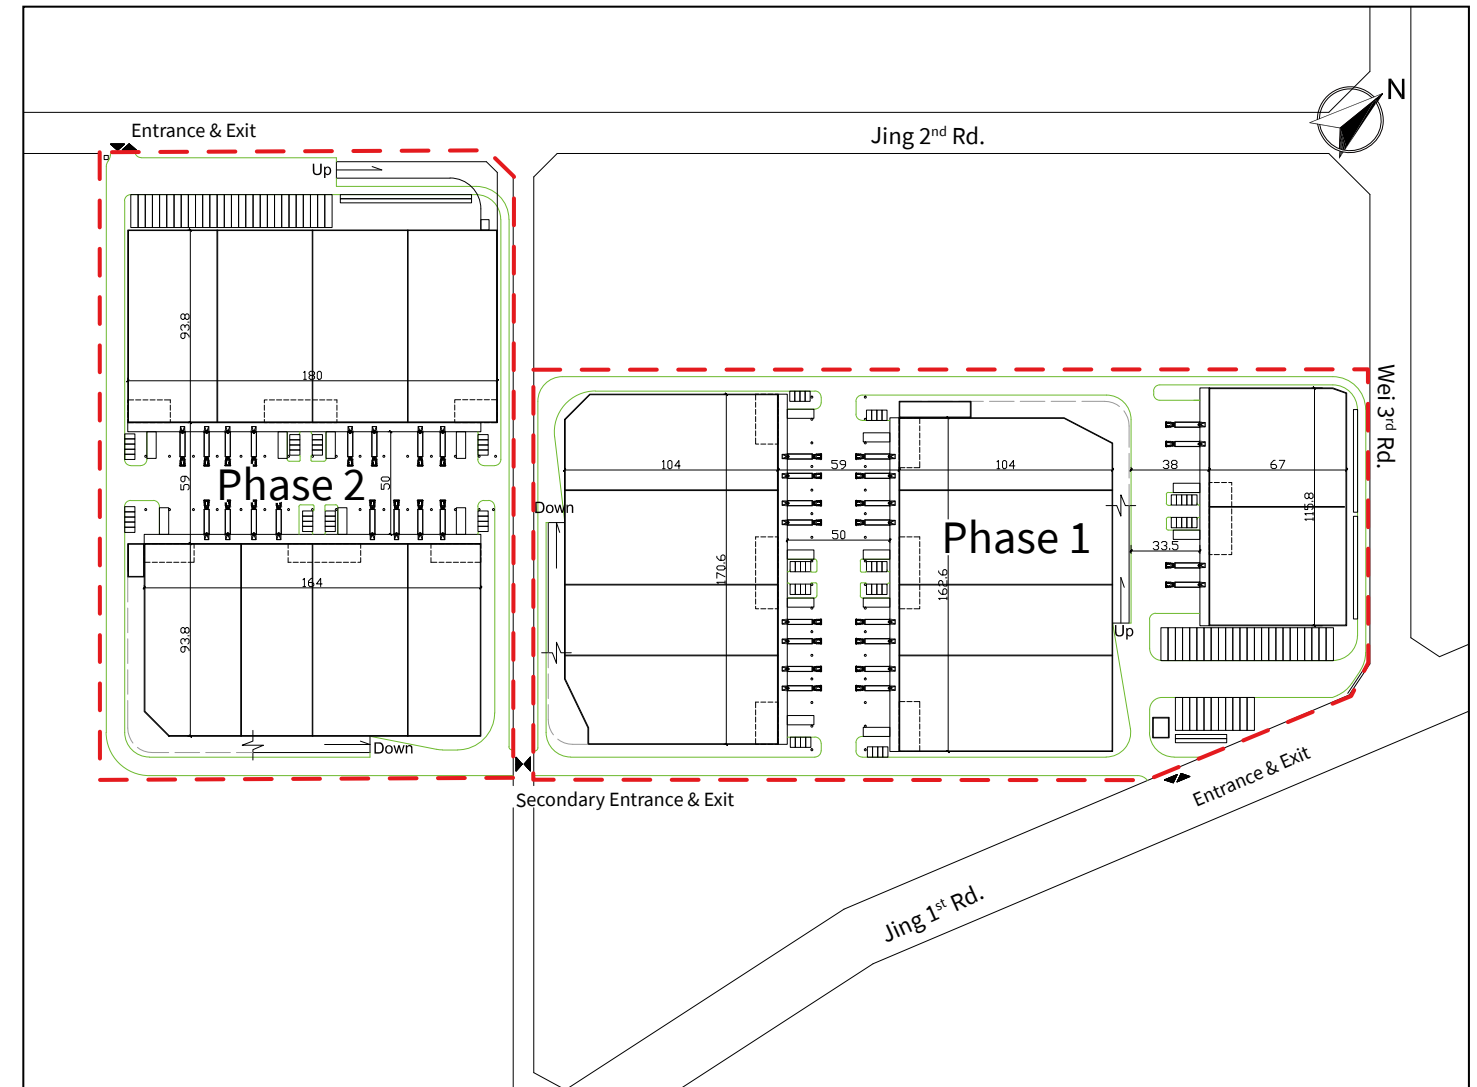 N
Entrance & Exit
Jing 2nd Rd.
Up
93.8
180
Wei 3rd Rd.
59
Phase 2
50
104
59
104
38
67
Down
115.8
Phase 1
50
33.5
170.6
162.6
164
Up
93.8
Down
Entrance & Exit
Secondary Entrance & Exit
Jing 1st Rd.